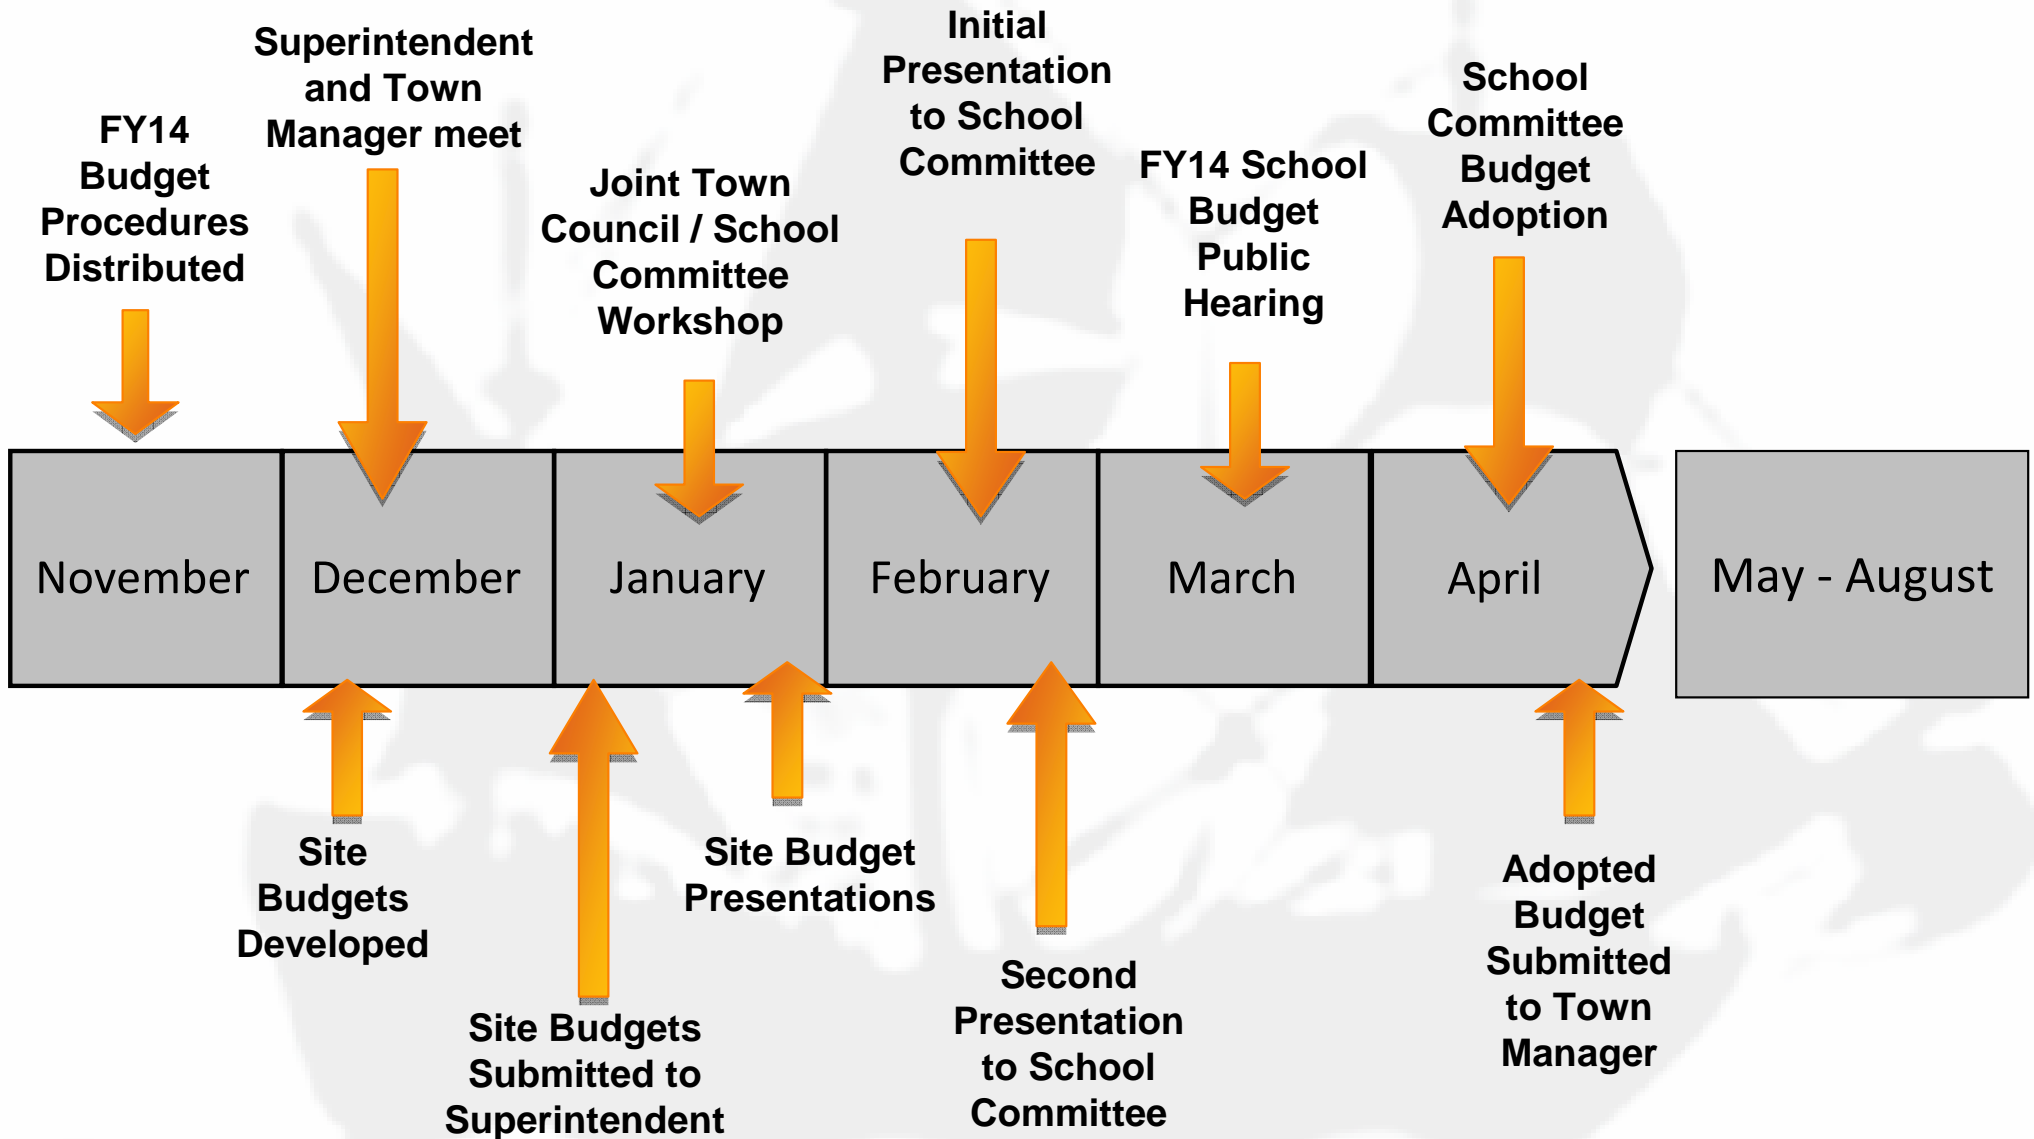 FY14
Budget
Procedures
Distributed
Superintendent
and Town
Manager meet
Joint Town
Council / School
Committee
Workshop
Initial
Presentation
to School
Committee
FY14 School
Budget
Public
Hearing
School
Committee
Budget
Adoption
November
December
January
February
March
April
May - August
Site
Budgets
Developed
Site Budgets
Submitted to
Superintendent
Site Budget
Presentations
Second
Presentation
to School
Committee
Adopted
Budget
Submitted
to Town
Manager